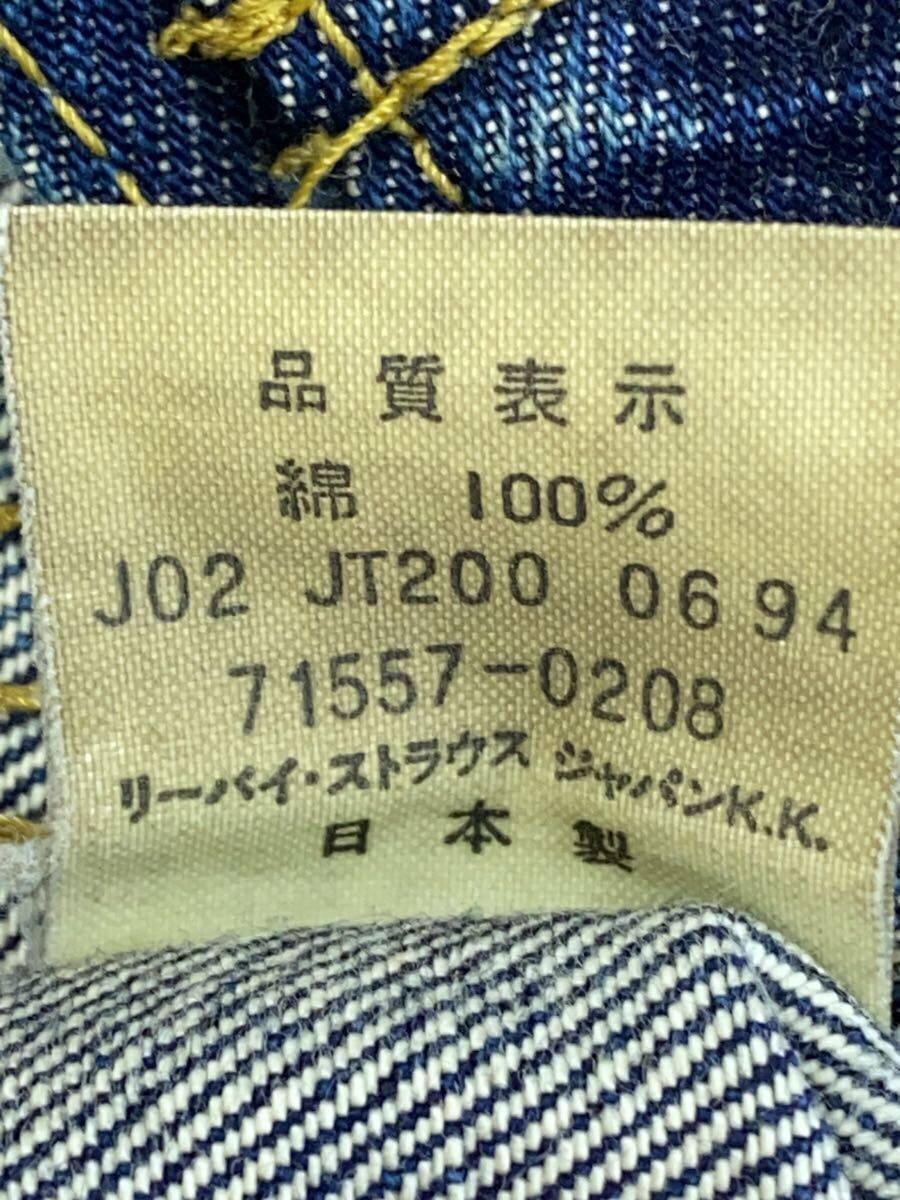 品質表示
綿 100%
J02 JT200 0694
71557-0208
リーバイ・ストラウス ジャパンK.K.
日本製